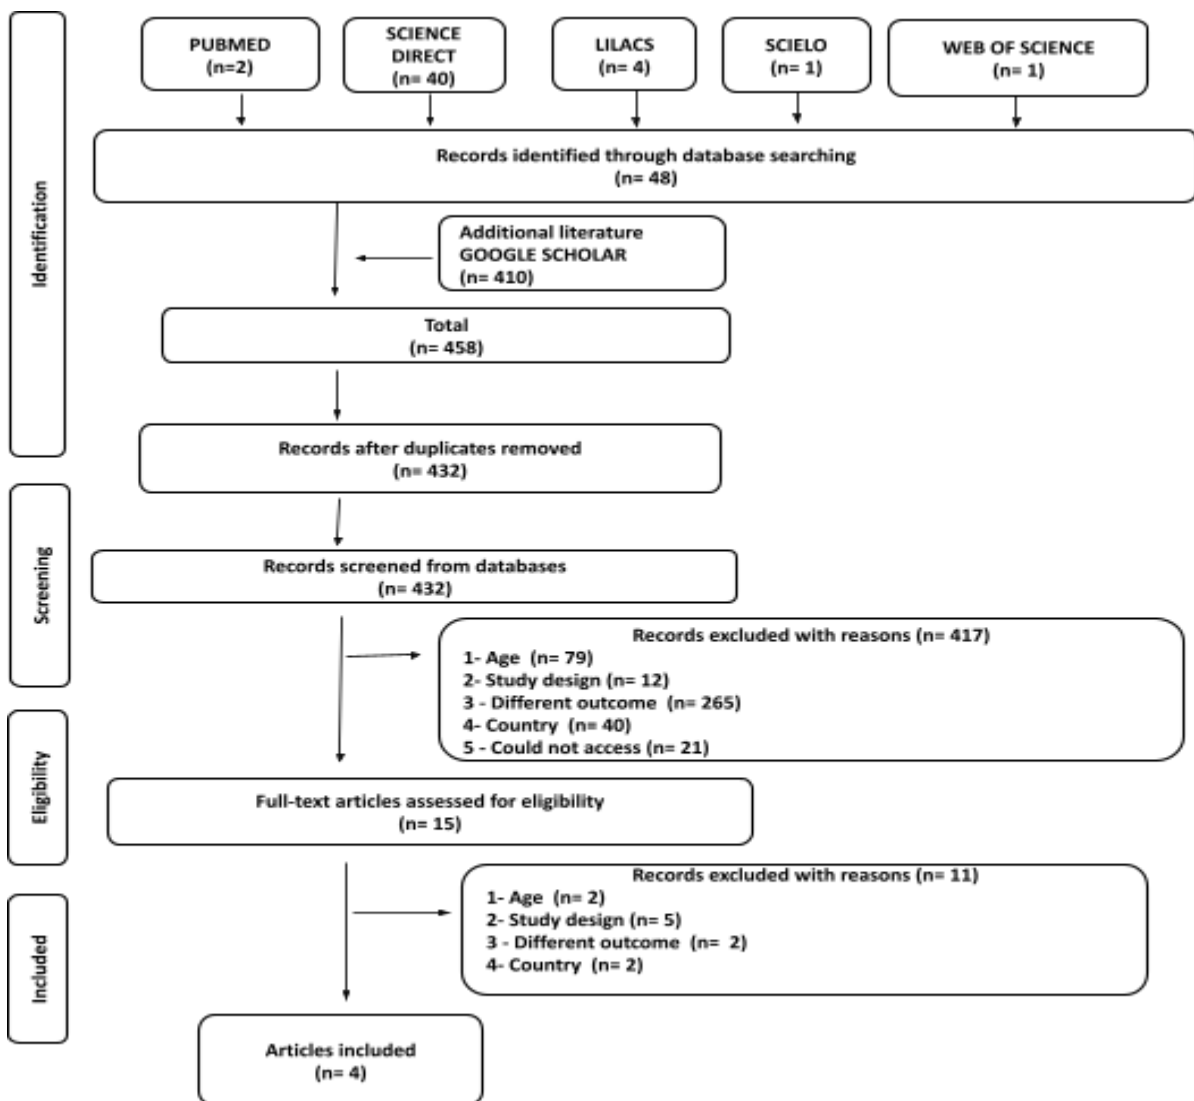 PUBMED
(n=2)
SCIENCE
DIRECT
(n= 40)
LILACS
(n= 4)
SCIELO
(n= 1)
WEB OF SCIENCE
(n= 1)
Identification
Records identified through database searching
(n= 48)
Additional literature
GOOGLE SCHOLAR
(n= 410)
Total
(n= 458)
Records after duplicates removed
(n= 432)
Screening
Records screened from databases
(n= 432)
Records excluded with reasons (n= 417)
1- Age (n= 79)
2- Study design (n= 12)
3 - Different outcome (n= 265)
4- Country (n= 40)
5 - Could not access (n= 21)
Eligibility
Full-text articles assessed for eligibility
(n= 15)
Records excluded with reasons (n= 11)
1- Age (n= 2)
2- Study design (n= 5)
3 - Different outcome (n= 2)
4- Country (n= 2)
Included
Articles included
(n= 4)